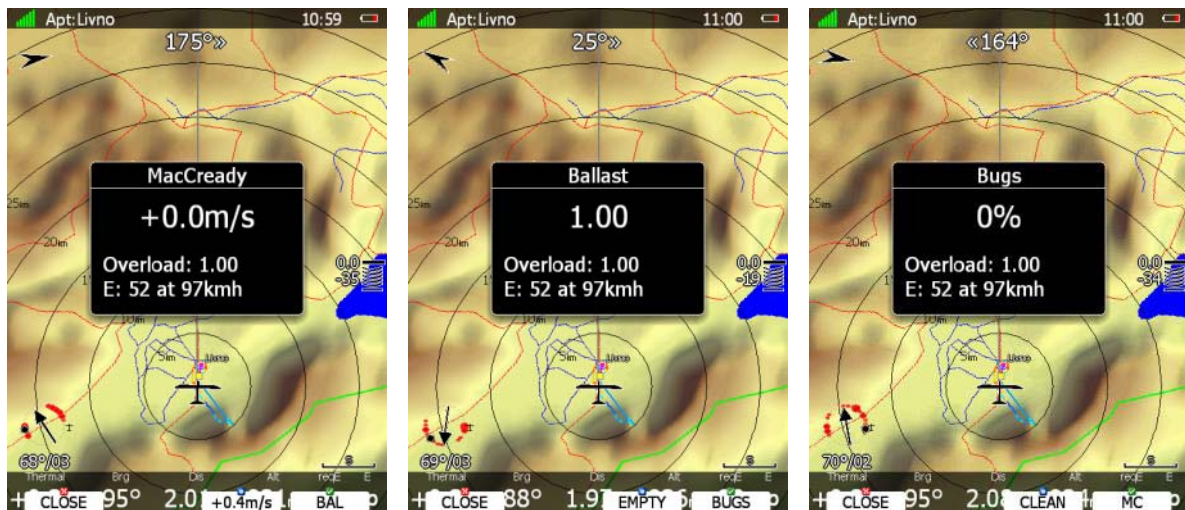 Apt:Livno 10:59
175°»
MacCready
+0.0m/s
Overload: 1.00
E: 52 at 97kmh
25km
20km
10km
5km
Livno
0.0
-35
68°/03
s
Thermal Brg Dis Alt reqE E
95°
CLOSE +0.4m/s BAL
Apt:Livno 11:00
25°»
Ballast
1.00
Overload: 1.00
E: 52 at 97kmh
25km
20km
10km
5km
Livno
0.0
-19
69°/03
s
Thermal Brg Dis Alt reqE E
88°
CLOSE EMPTY BUGS
Apt:Livno 11:00
«164°
Bugs
0%
Overload: 1.00
E: 52 at 97kmh
25km
20km
10km
5km
Livno
0.0
-34
70°/02
s
Thermal Brg Dis Alt reqE E
95°
CLOSE CLEAN MC